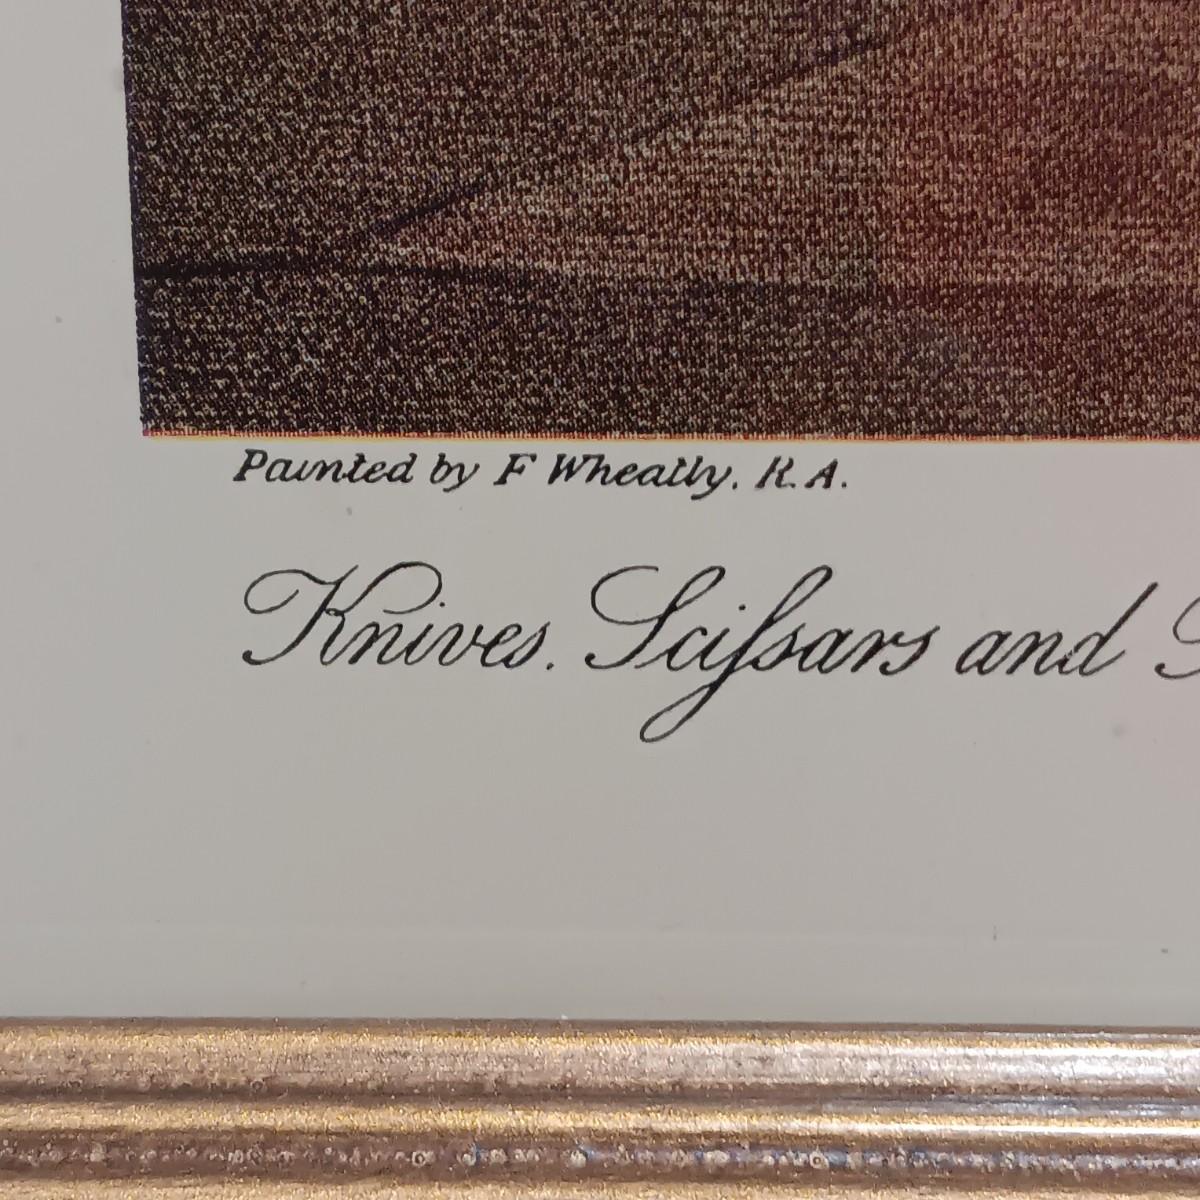 Painted by F Wheatly. R.A.
Knives. Sciſsars and